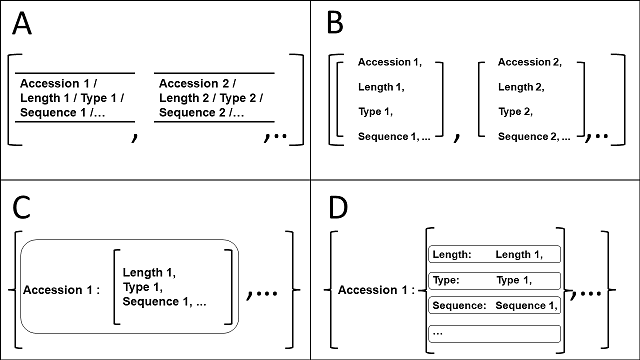 A
Accession 1 /
Length 1 / Type 1 /
Sequence 1 /...
,
Accession 2 /
Length 2 / Type 2 /
Sequence 2 /...
,..
B
Accession 1,
Length 1,
Type 1,
Sequence 1, ...
,
Accession 2,
Length 2,
Type 2,
Sequence 2, ...
,..
C
Accession 1 :
Length 1,
Type 1,
Sequence 1, ...
,...
D
Accession 1 :
Length: Length 1,
Type: Type 1,
Sequence: Sequence 1,
...
,...